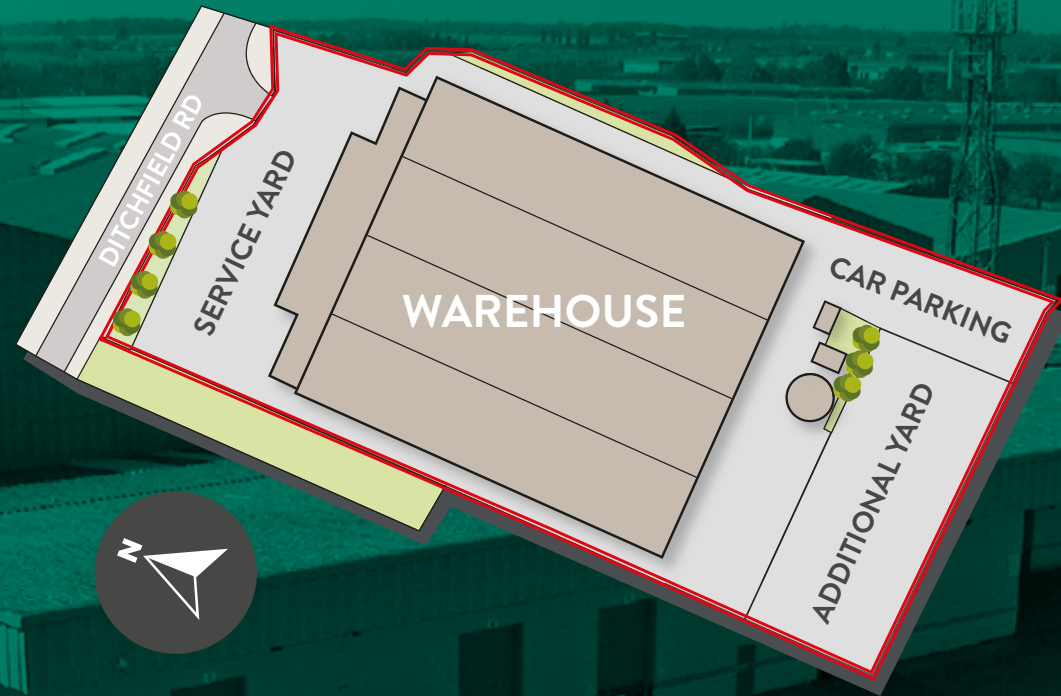 DITCHFIELD RD
SERVICE YARD
WAREHOUSE
CAR PARKING
ADDITIONAL YARD
N